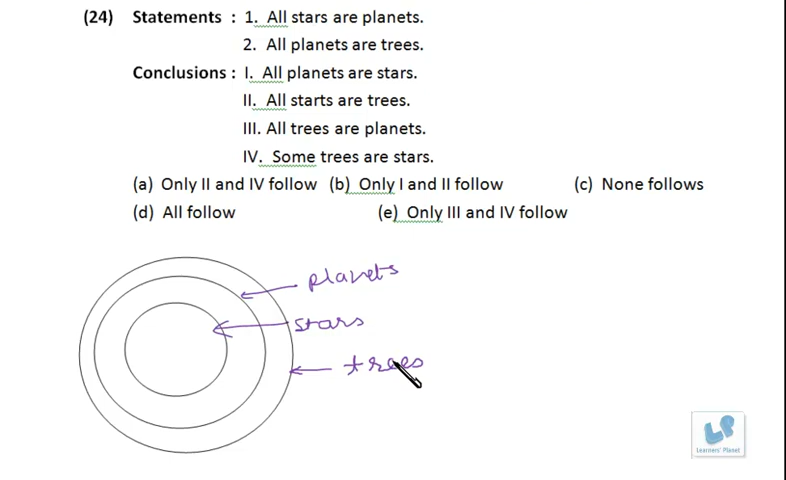 (24) Statements : 1. All stars are planets.
2. All planets are trees.
Conclusions : I. All planets are stars.
II. All starts are trees.
III. All trees are planets.
IV. Some trees are stars.
(a) Only II and IV follow (b) Only I and II follow (c) None follows
(d) All follow (e) Only III and IV follow
planets
stars
trees
LP
Learners' Planet